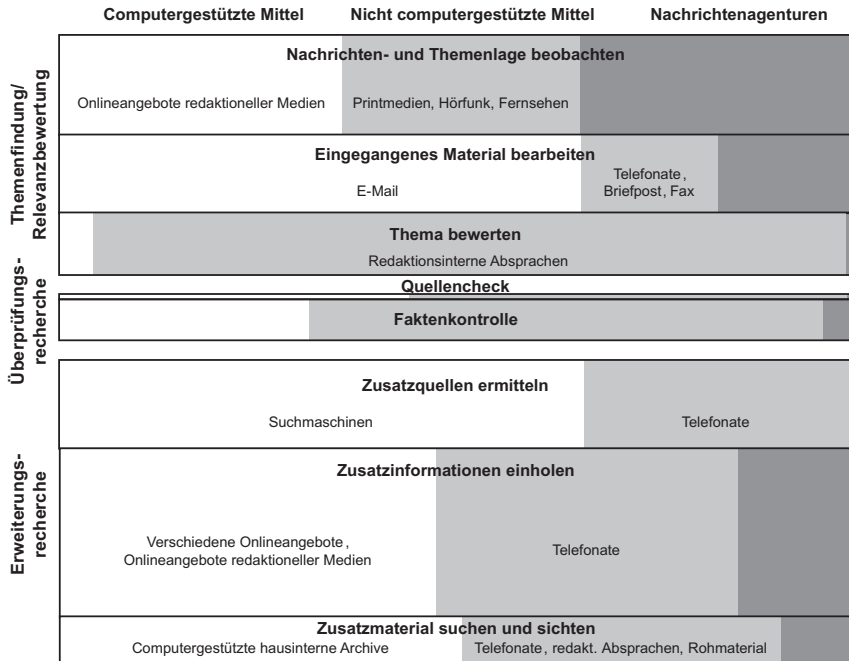 Computergestützte Mittel Nicht computergestützte Mittel Nachrichtenagenturen
Themenfindung/
Relevanzbewertung
Nachrichten- und Themenlage beobachten
Onlineangebote redaktioneller Medien Printmedien, Hörfunk, Fernsehen
Eingegangenes Material bearbeiten
E-Mail
Telefonate,
Briefpost, Fax
Thema bewerten
Redaktionsinterne Absprachen
Überprüfungs-
recherche
Quellencheck
Faktenkontrolle
Erweiterungs-
recherche
Zusatzquellen ermitteln
Suchmaschinen Telefonate
Zusatzinformationen einholen
Verschiedene Onlineangebote,
Onlineangebote redaktioneller Medien
Telefonate
Zusatzmaterial suchen und sichten
Computergestützte hausinterne Archive Telefonate, redakt. Absprachen, Rohmaterial